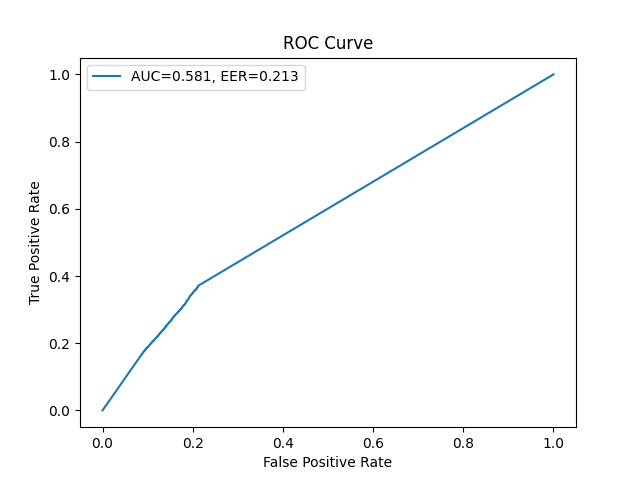 ROC Curve
AUC=0.581, EER=0.213
1.0
0.8
0.6
0.4
0.2
0.0
True Positive Rate
0.0 0.2 0.4 0.6 0.8 1.0
False Positive Rate